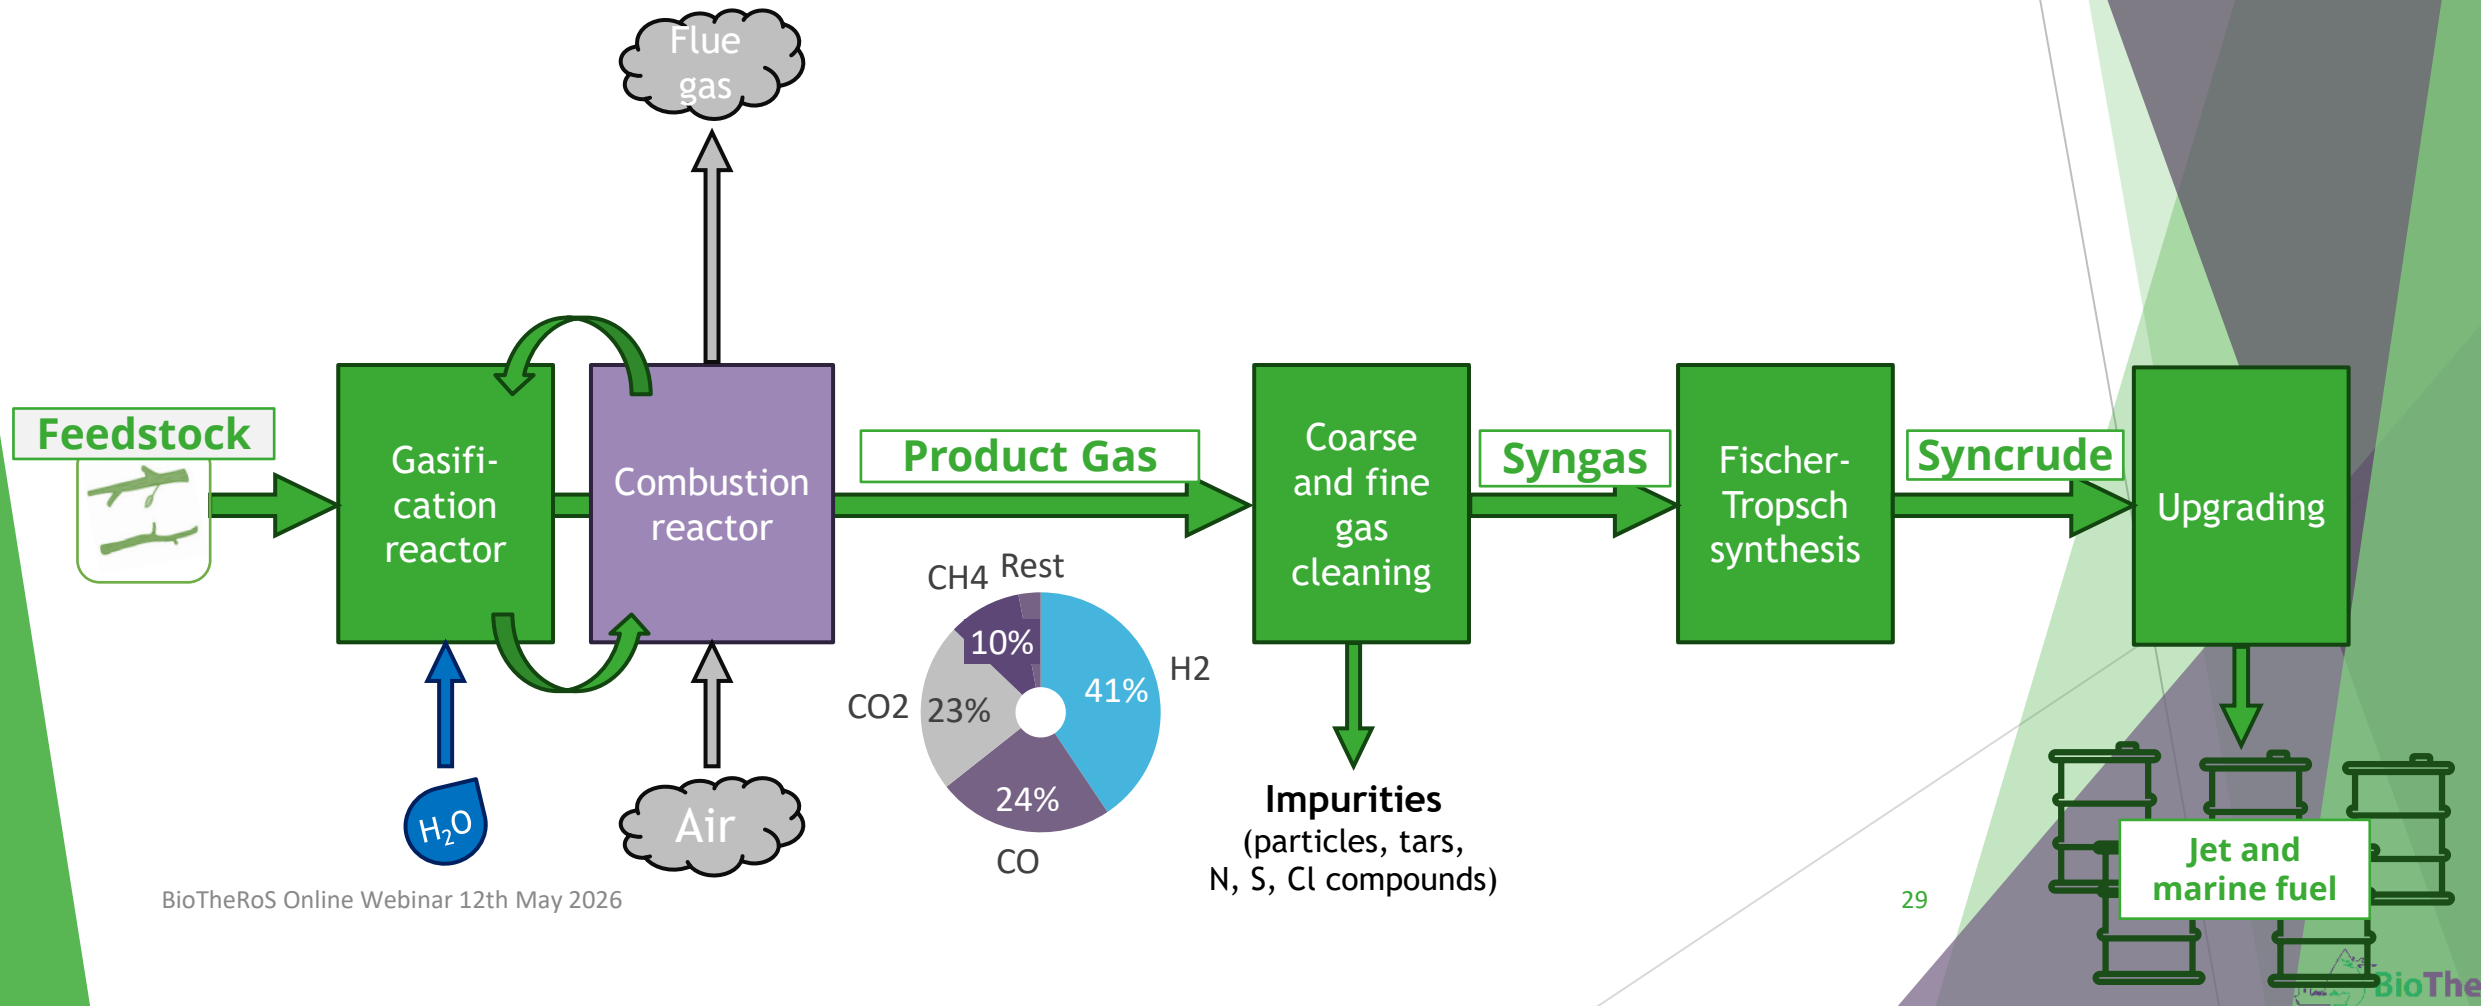 Flue
gas
Feedstock
Gasifi-
cation
reactor
Combustion
reactor
Product Gas
Coarse
and fine
gas
cleaning
Syngas
Fischer-
Tropsch
synthesis
Syncrude
Upgrading
H₂O
Air
CH4
Rest
10%
H2
41%
CO2
23%
24%
CO
Impurities
(particles, tars,
N, S, Cl compounds)
Jet and
marine fuel
BioTheRoS Online Webinar 12th May 2026
29
BioThe